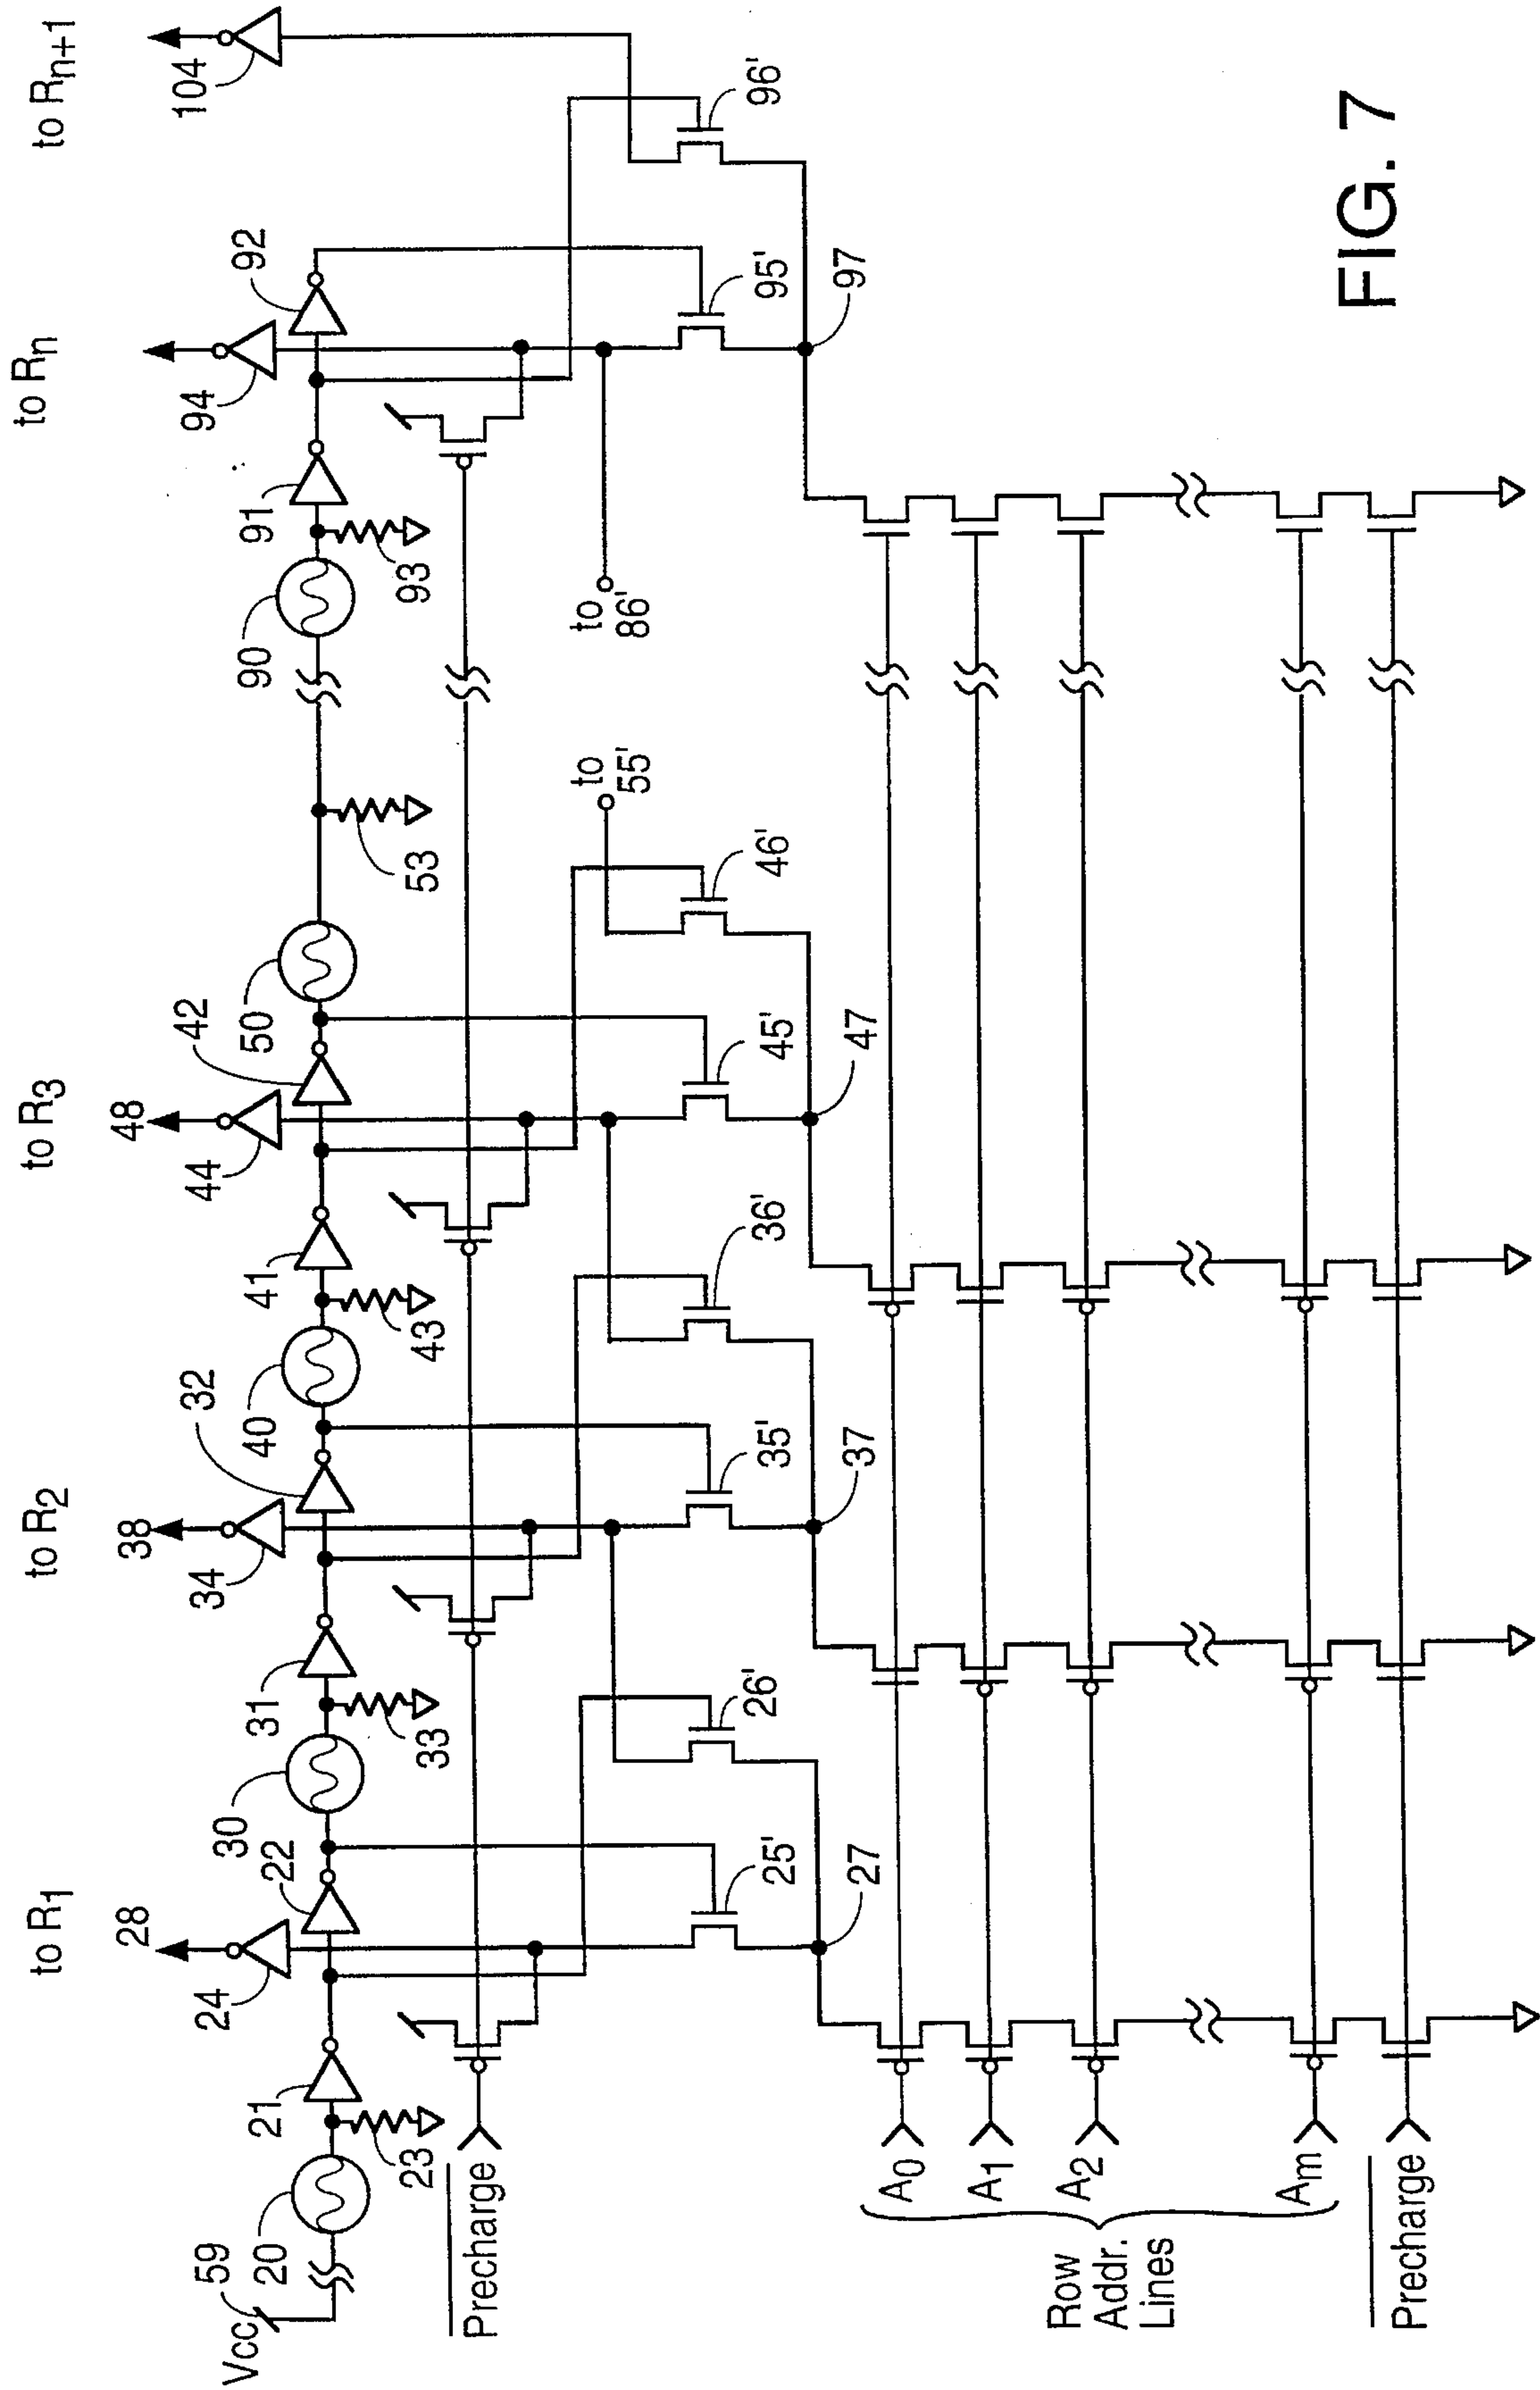 to R1
to R2
to R3
to Rn
to Rn+1
28
38
48
24
34
44
94
104
Vcc
59
20
21
22
30
31
32
40
41
42
50
90
91
92
23
33
43
53
93
Precharge
to
55'
to
86'
25'
26'
35'
36'
45'
46'
95'
96'
27
37
47
97
Row
Addr.
Lines
A0
A1
A2
Am
Precharge
FIG. 7